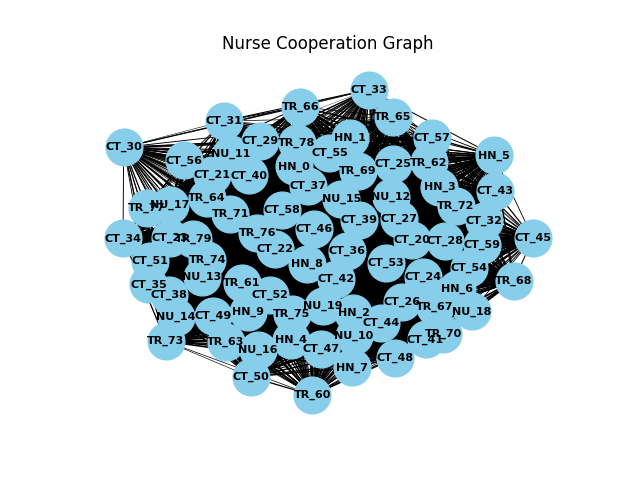 Nurse Cooperation Graph
CT_33
TR_66
TR_65
CT_31
HN_1
CT_57
CT_29
TR_78
CT_30
CT_55
NU_11
HN_5
CT_56
TR_62
CT_25
HN_0
TR_69
CT_21
CT_40
CT_37
HN_3
CT_43
TR_64
NU_15
NU_12
NU_17
TR_72
CT_58
TR_71
CT_39
CT_27
CT_32
CT_46
TR_76
CT_34
TR_79
CT_45
CT_28
CT_59
CT_22
CT_36
TR_74
CT_51
HN_8
CT_53
CT_54
NU_13
CT_24
CT_42
TR_61
TR_68
CT_35
HN_6
CT_38
CT_52
CT_26
NU_19
TR_67
HN_9
NU_18
HN_2
TR_75
CT_49
NU_14
CT_44
TR_70
NU_10
HN_4
CT_41
TR_73
TR_63
CT_47
NU_16
CT_48
HN_7
CT_50
TR_60